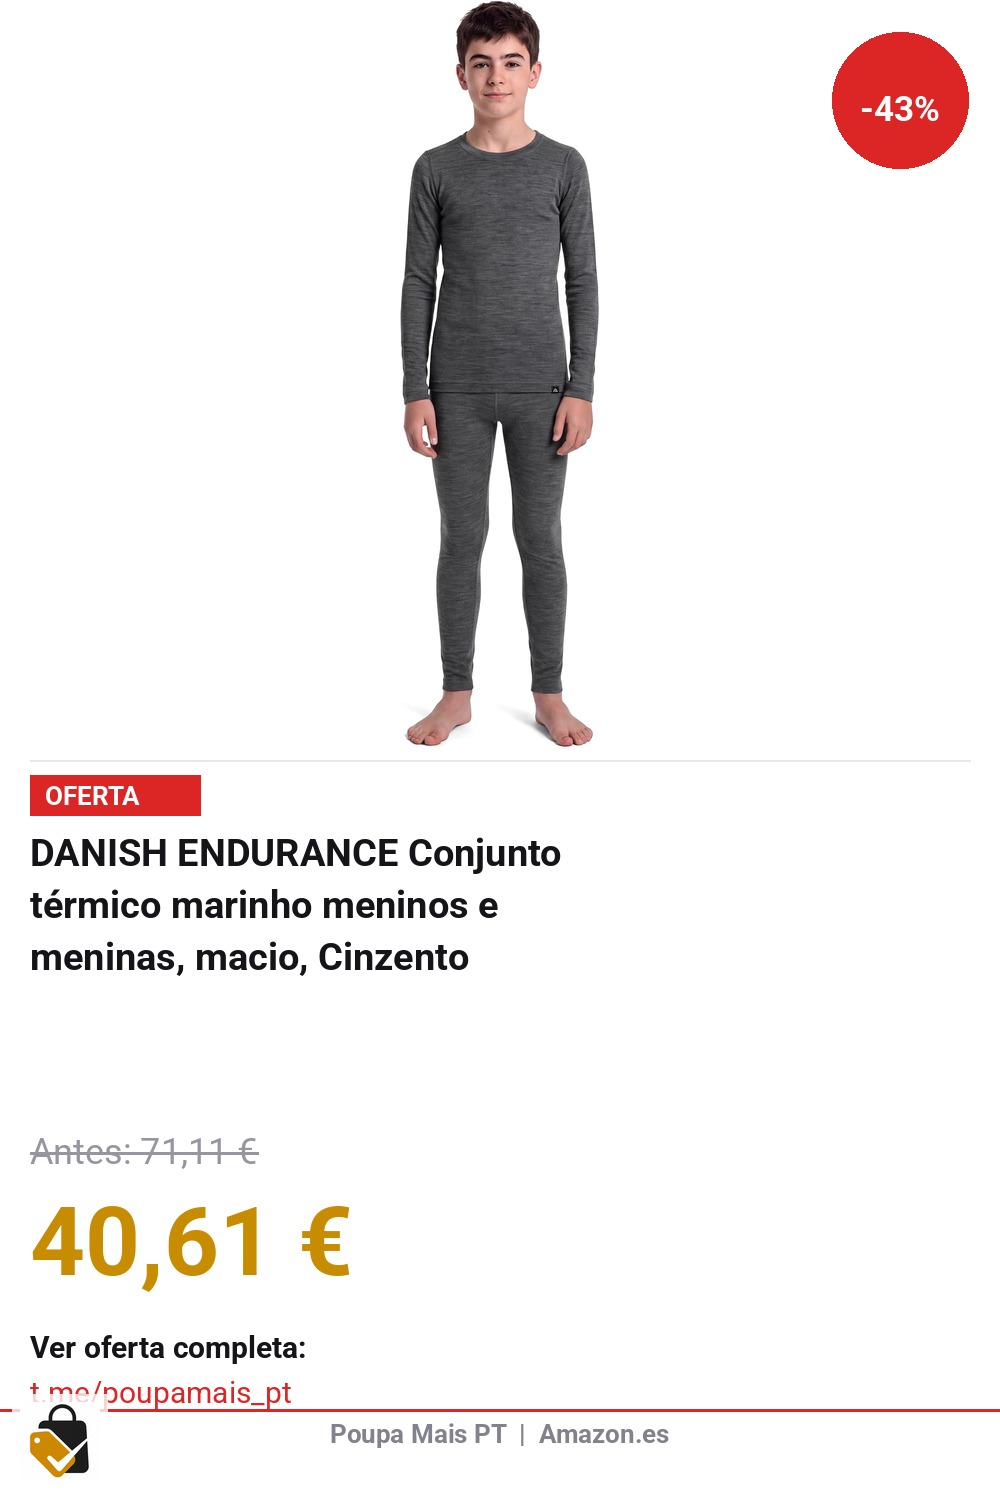 -43%
OFERTA
DANISH ENDURANCE Conjunto
térmico marinho meninos e
meninas, macio, Cinzento
Antes: 71,11 €
40,61 €
Ver oferta completa:
t.me/poupamais_pt
Poupa Mais PT | Amazon.es